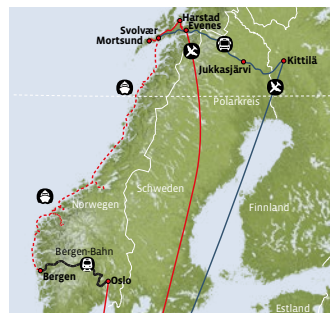 Harstad
Evenes
Svolvær
Mortsund
Jukkasjärvi
Kittilä
Polarkreis
Schweden
Norwegen
Finnland
Bergen-Bahn
Bergen
Oslo
Estland